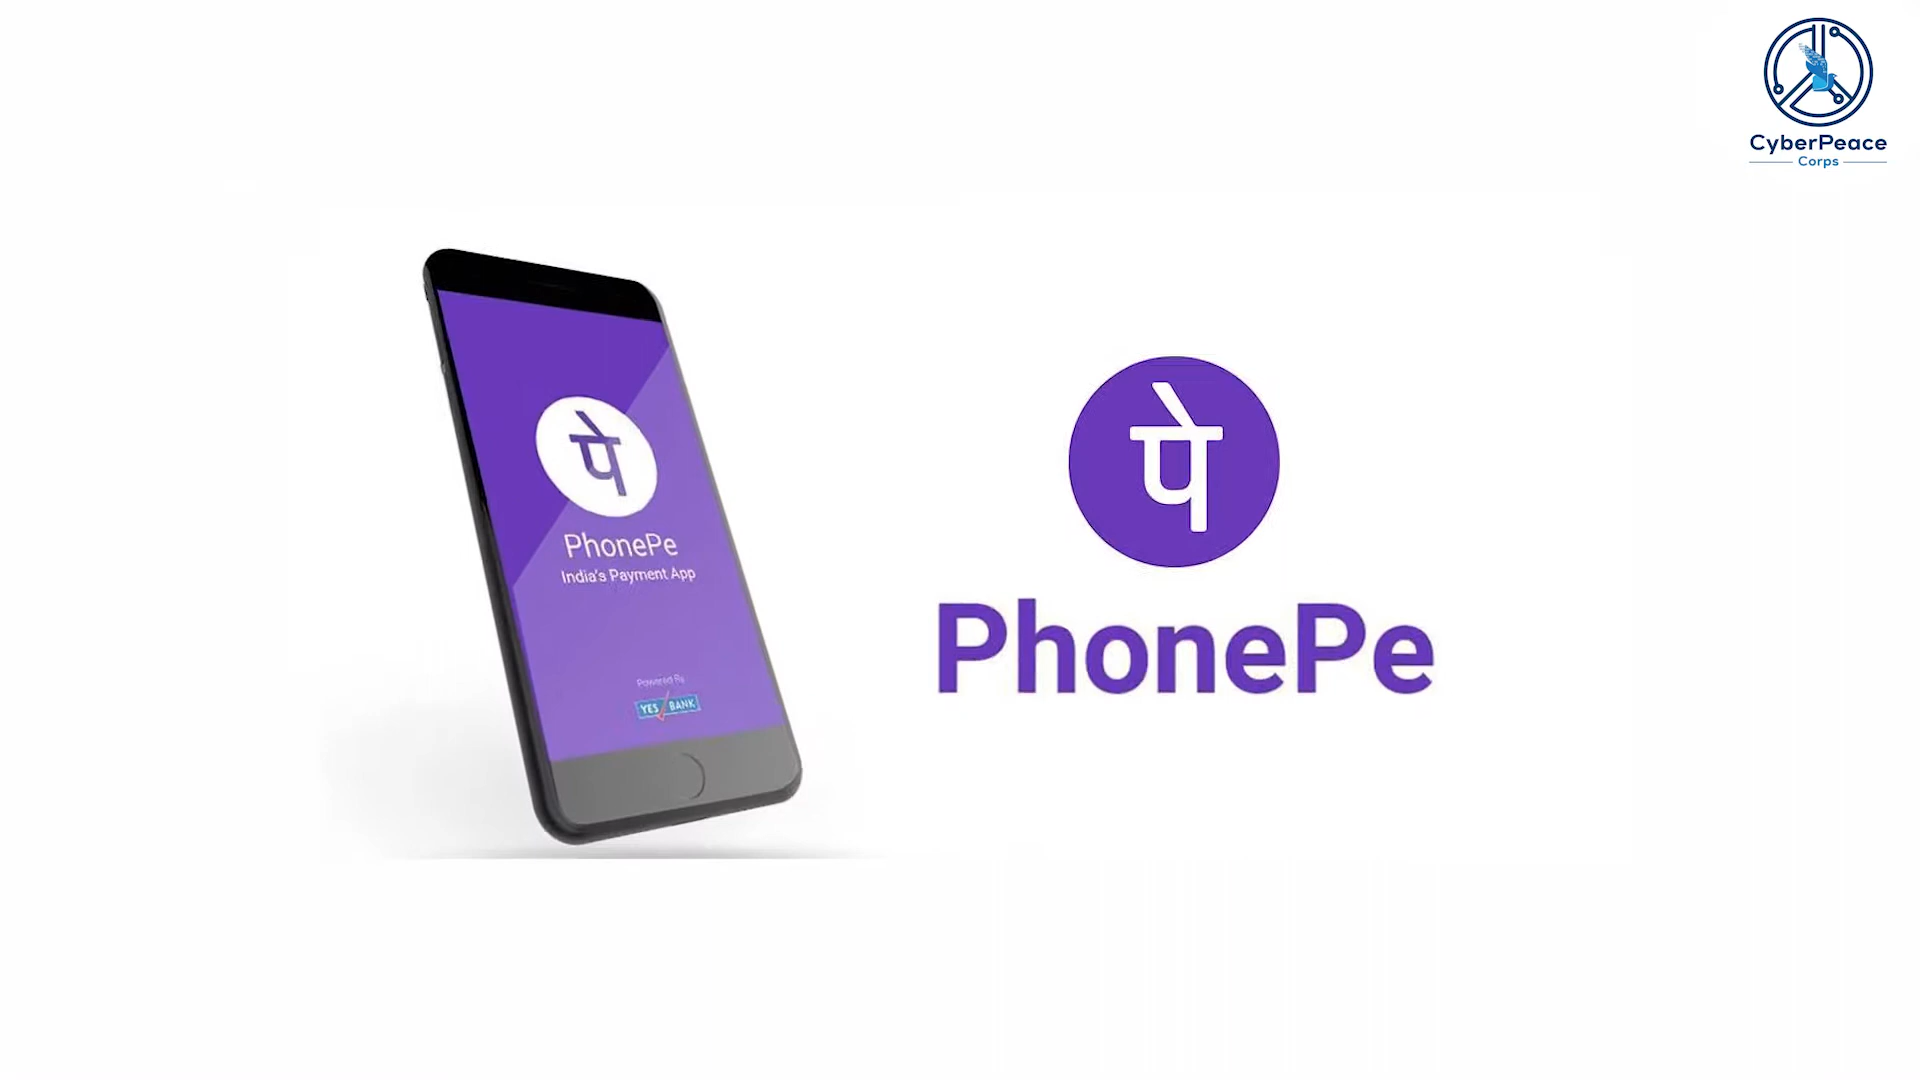 CyberPeace
Corps
पे
PhonePe
India's Payment App
Powered By
YES BANK
पे
PhonePe